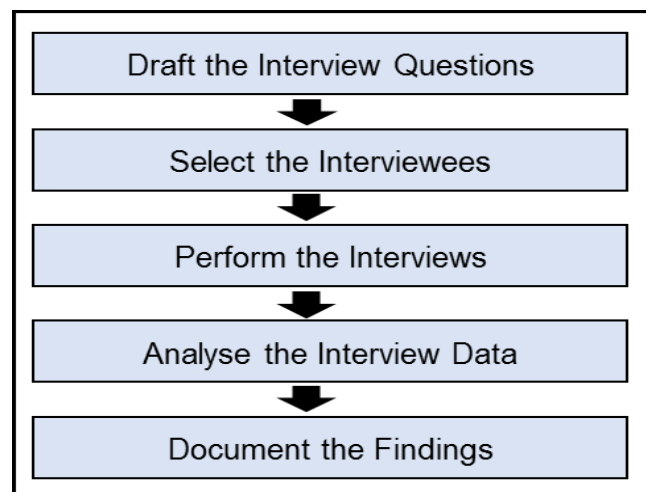 Draft the Interview Questions
Select the Interviewees
Perform the Interviews
Analyse the Interview Data
Document the Findings